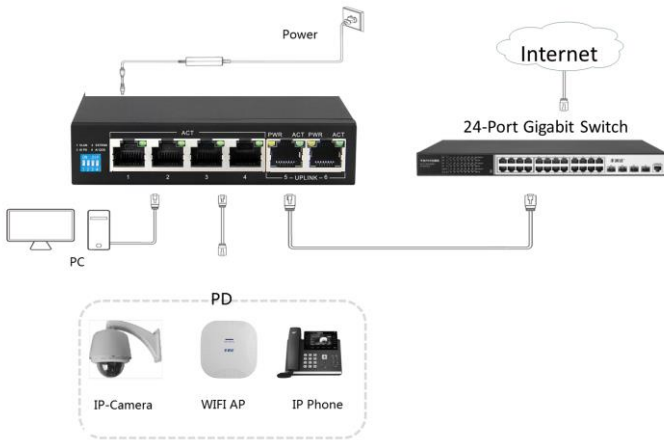 Power
Internet
24-Port Gigabit Switch
ACT
PWR ACT PWR ACT
1 2 3 4
5 – UPLINK – 6
PC
PD
IP-Camera
WIFI AP
IP Phone